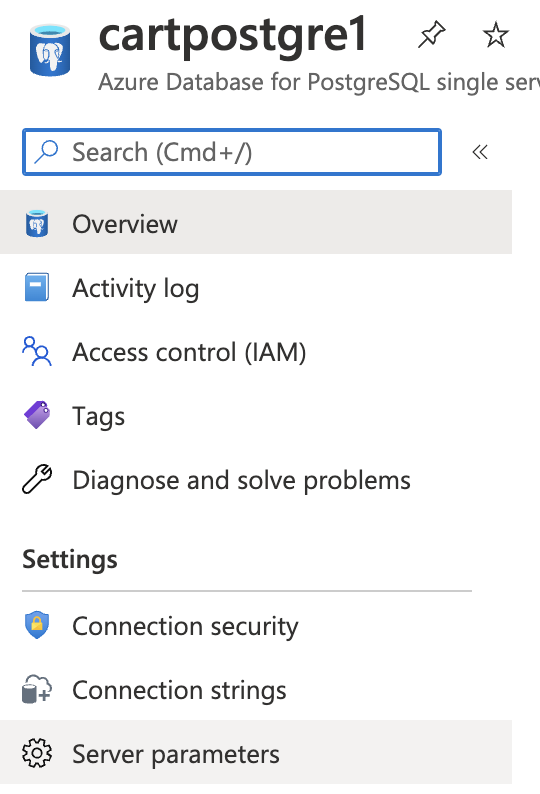 cartpostgre1
Azure Database for PostgreSQL single
Search (Cmd+/)
Overview
Activity log
Access control (IAM)
Tags
Diagnose and solve problems
Settings
Connection security
Connection strings
Server parameters